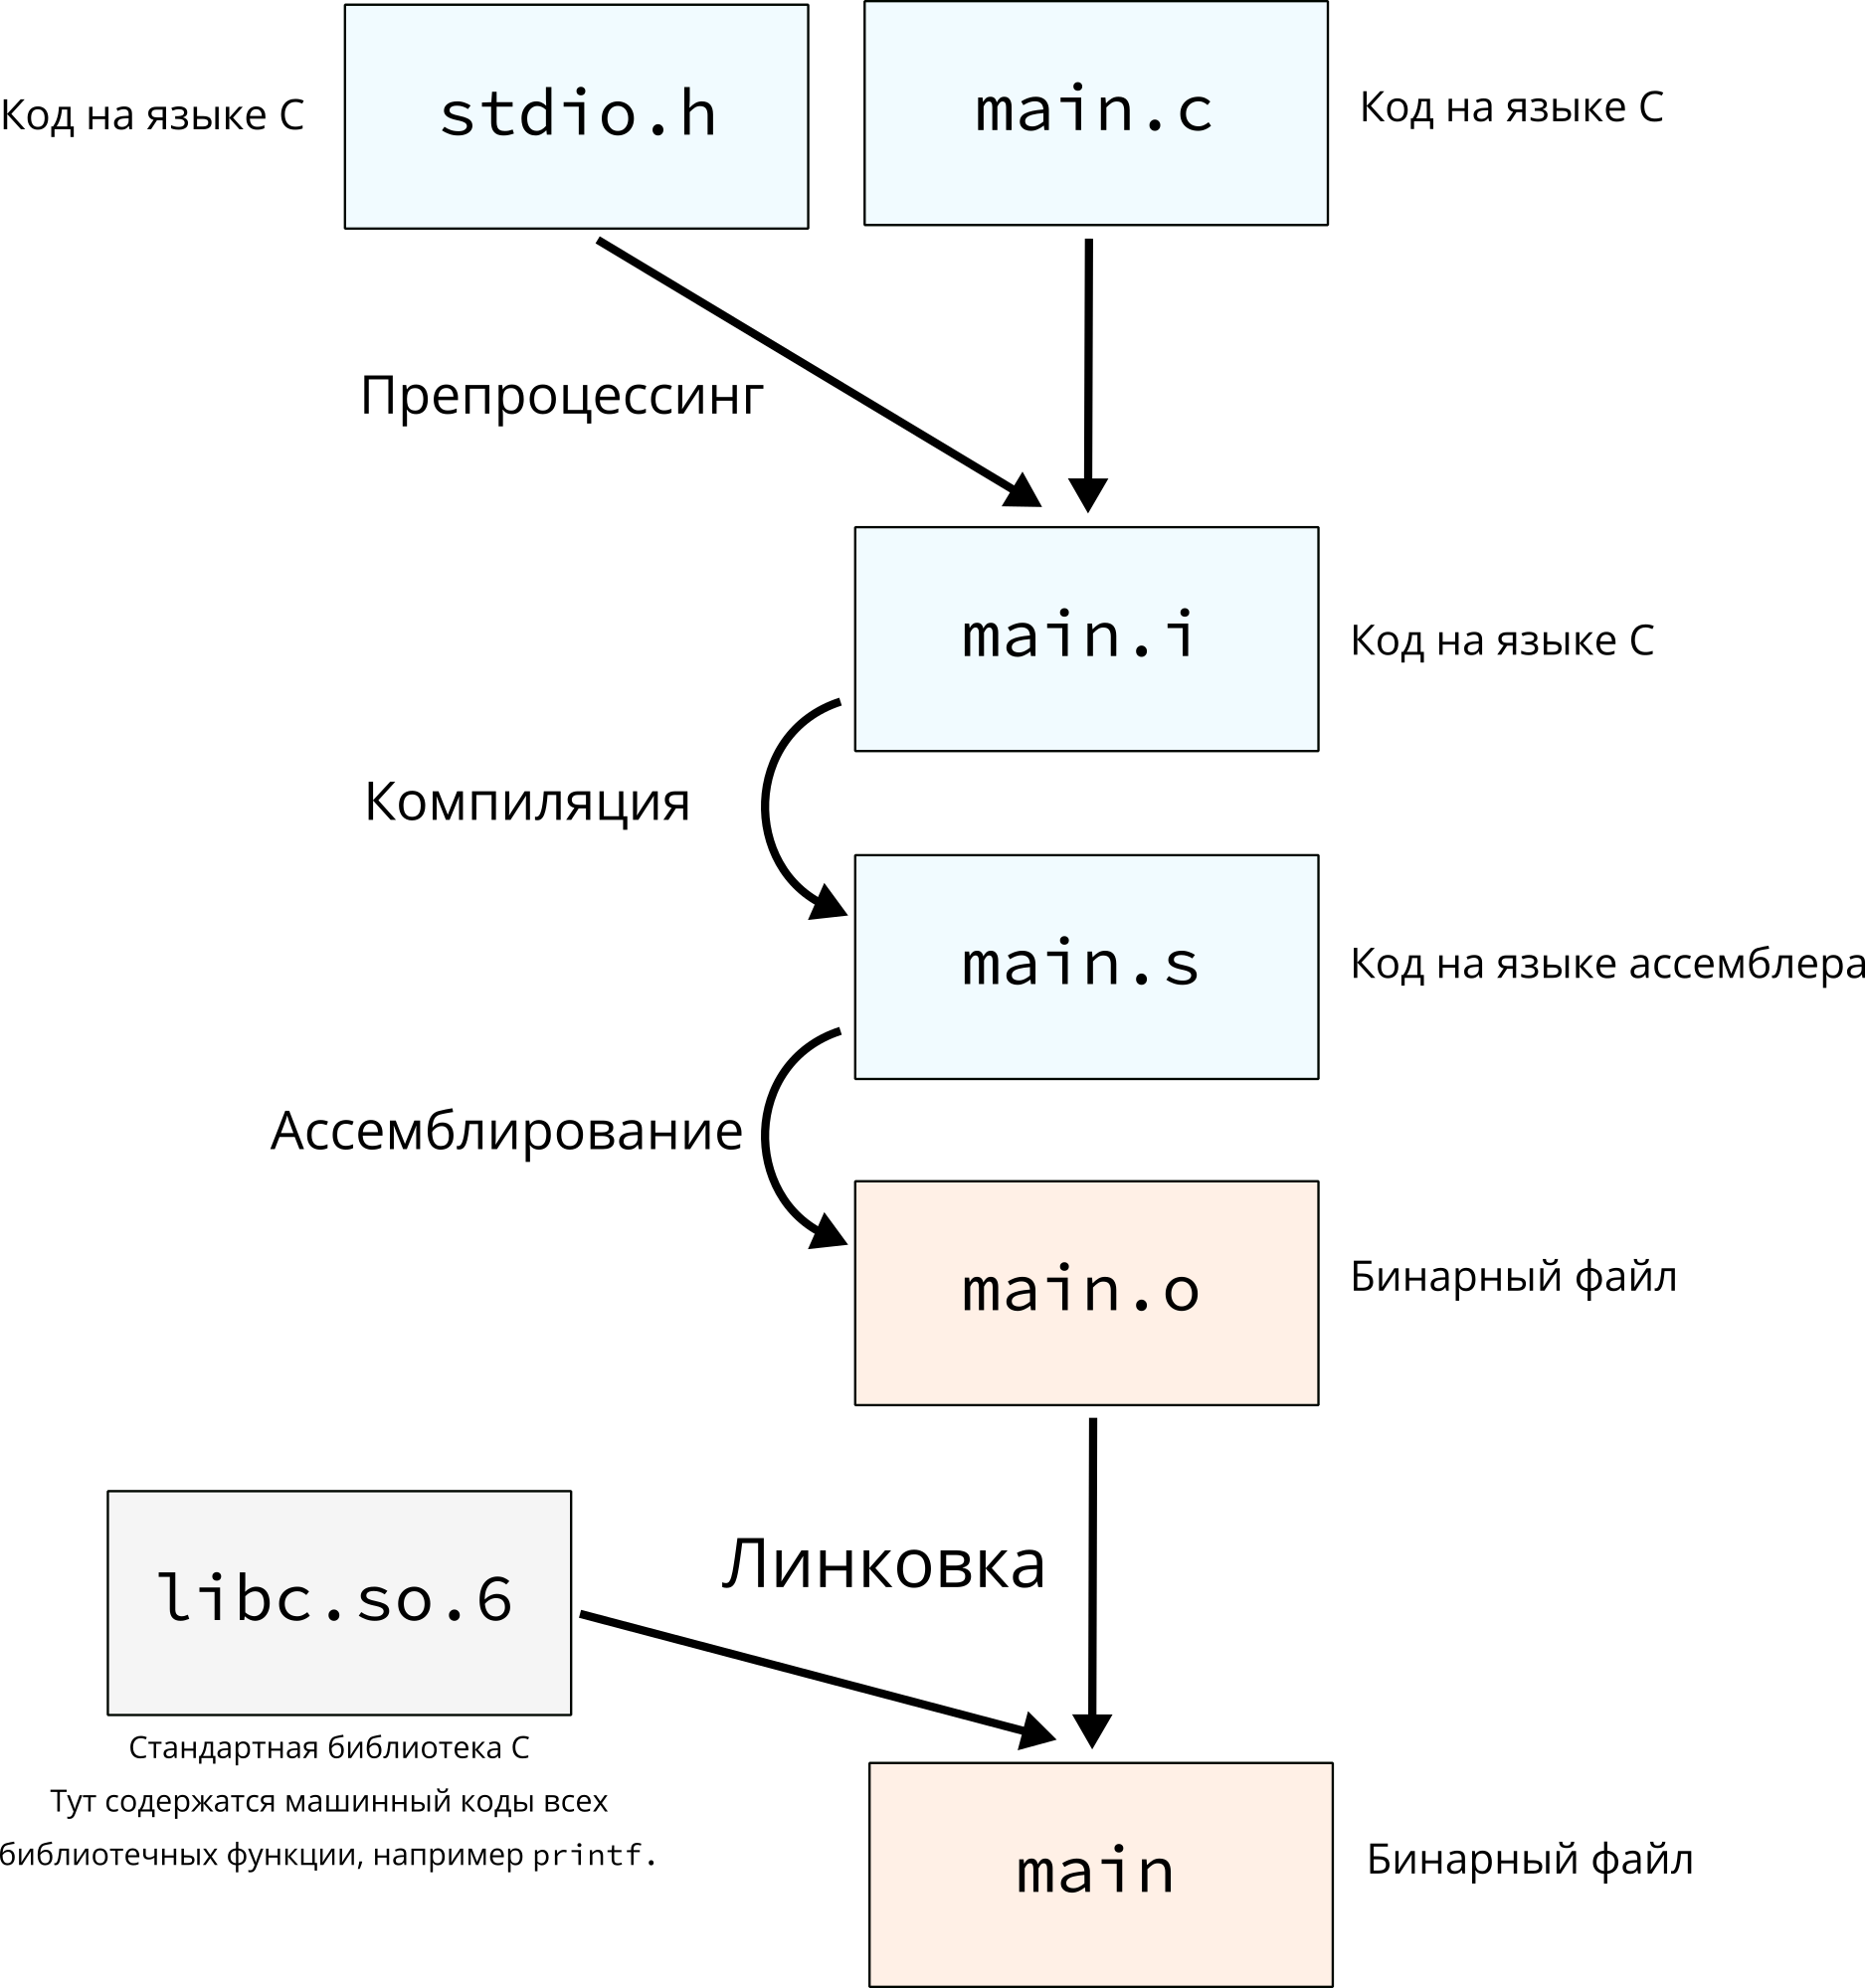 Код на языке C
stdio.h
main.c
Код на языке C
Препроцессинг
main.i
Код на языке C
Компиляция
main.s
Код на языке ассемблера
Ассемблирование
main.o
Бинарный файл
Линковка
libc.so.6
Стандартная библиотека C
Тут содержатся машинный коды всех
библиотечных функции, например printf.
main
Бинарный файл